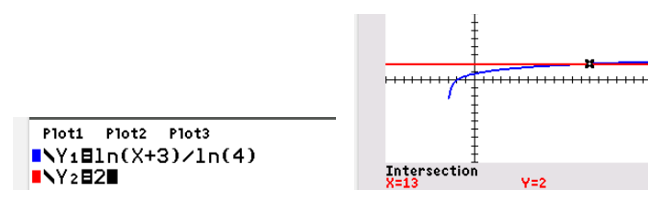 Plot1 Plot2 Plot3
\Y₁=ln(X+3)/ln(4)
\Y₂=2
Intersection
X=13 Y=2